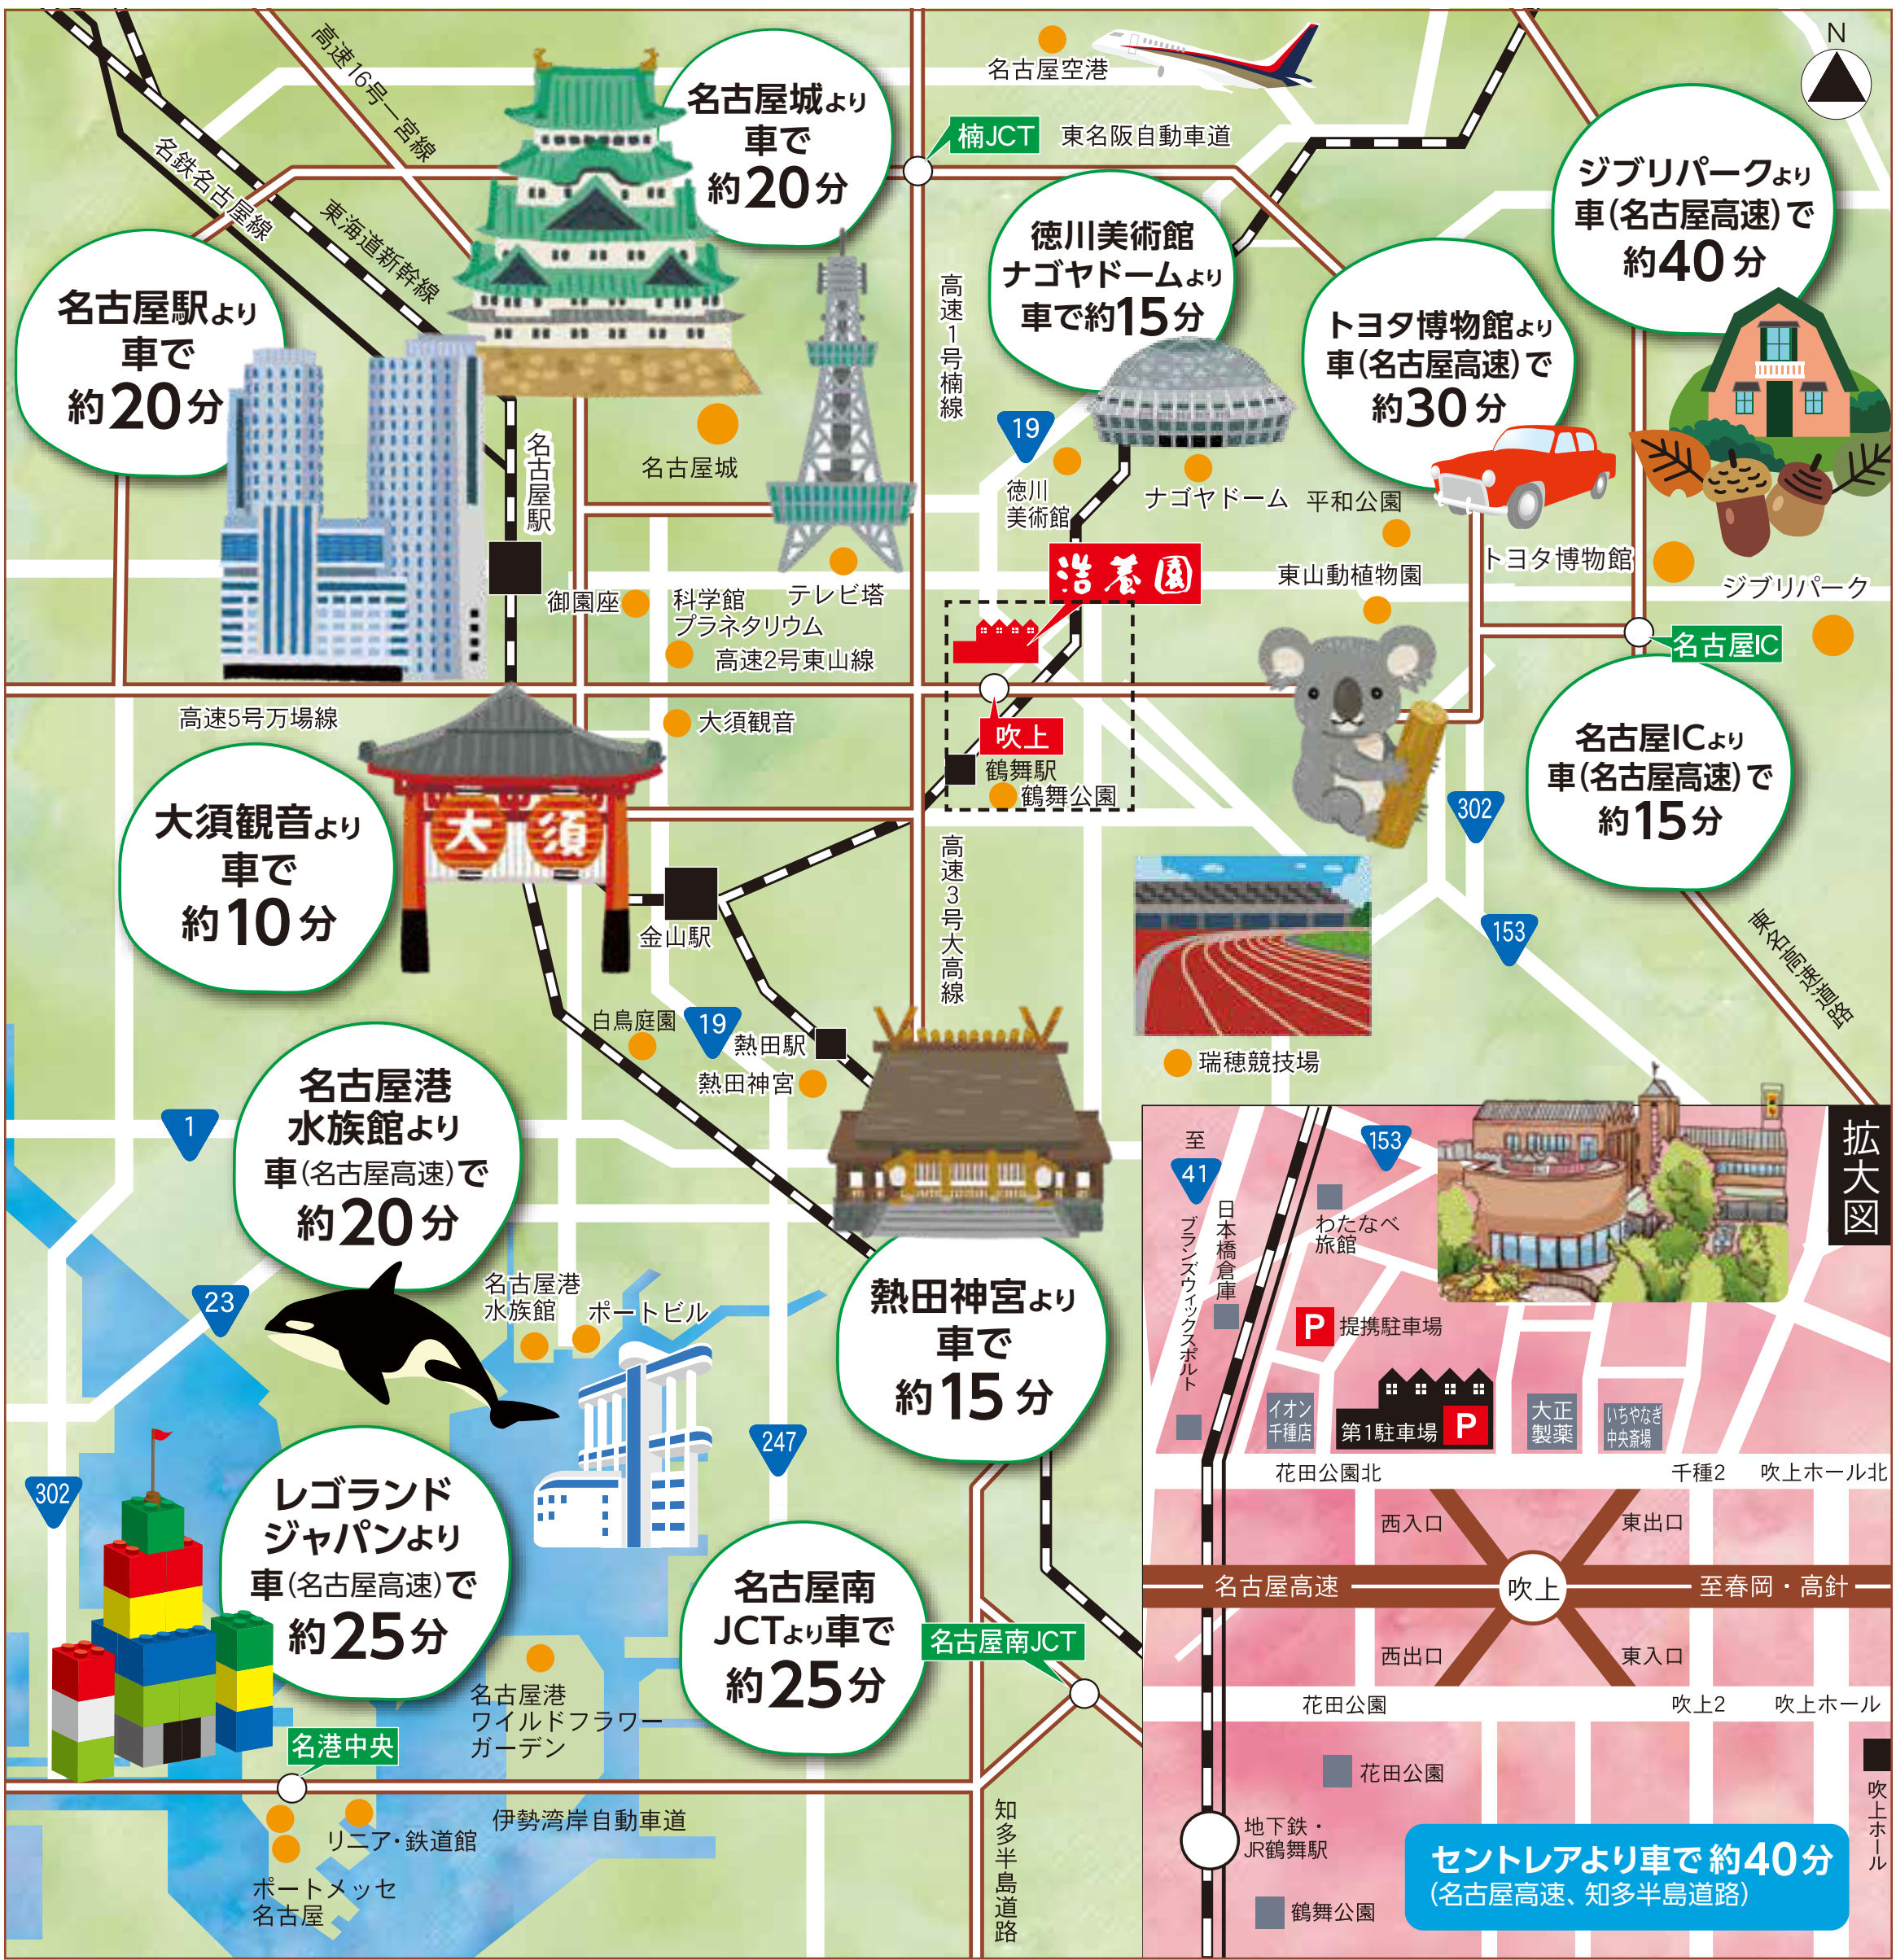 名古屋空港
N
高速16号一宮線
名古屋城より
車で
約20分
楠JCT
東名阪自動車道
名鉄名古屋線
東海道新幹線
ジブリパークより
車(名古屋高速)で
約40分
徳川美術館
ナゴヤドームより
車で約15分
名古屋駅より
車で
約20分
高速1号楠線
トヨタ博物館より
車(名古屋高速)で
約30分
19
名古屋駅
名古屋城
徳川
美術館
ナゴヤドーム
平和公園
トヨタ博物館
ジブリパーク
浩養園
東山動植物園
御園座
科学館
プラネタリウム
テレビ塔
高速2号東山線
名古屋IC
高速5号万場線
大須観音
吹上
鶴舞駅
鶴舞公園
名古屋ICより
車(名古屋高速)で
約15分
302
大須観音より
車で
約10分
大須
高速3号大高線
金山駅
153
東名高速道路
白鳥庭園
19
熱田駅
熱田神宮
瑞穂競技場
名古屋港
水族館より
車(名古屋高速)で
約20分
1
23
名古屋港
水族館
ポートビル
熱田神宮より
車で
約15分
302
レゴランド
ジャパンより
車(名古屋高速)で
約25分
247
名古屋南
JCTより車で
約25分
名古屋南JCT
名古屋港
ワイルドフラワー
ガーデン
名港中央
リニア・鉄道館
伊勢湾岸自動車道
ポートメッセ
名古屋
知多半島道路
拡大図
至
41
153
ブランズウィックスポルト
日本橋倉庫
わたなべ
旅館
P
提携駐車場
イオン
千種店
第1駐車場
P
大正
製薬
いちやなぎ
中央斎場
花田公園北
千種2
吹上ホール北
西入口
東出口
名古屋高速
吹上
至春岡・高針
西出口
東入口
花田公園
吹上2
吹上ホール
花田公園
吹上ホール
地下鉄・
JR鶴舞駅
鶴舞公園
セントレアより車で 約40分
(名古屋高速、知多半島道路)